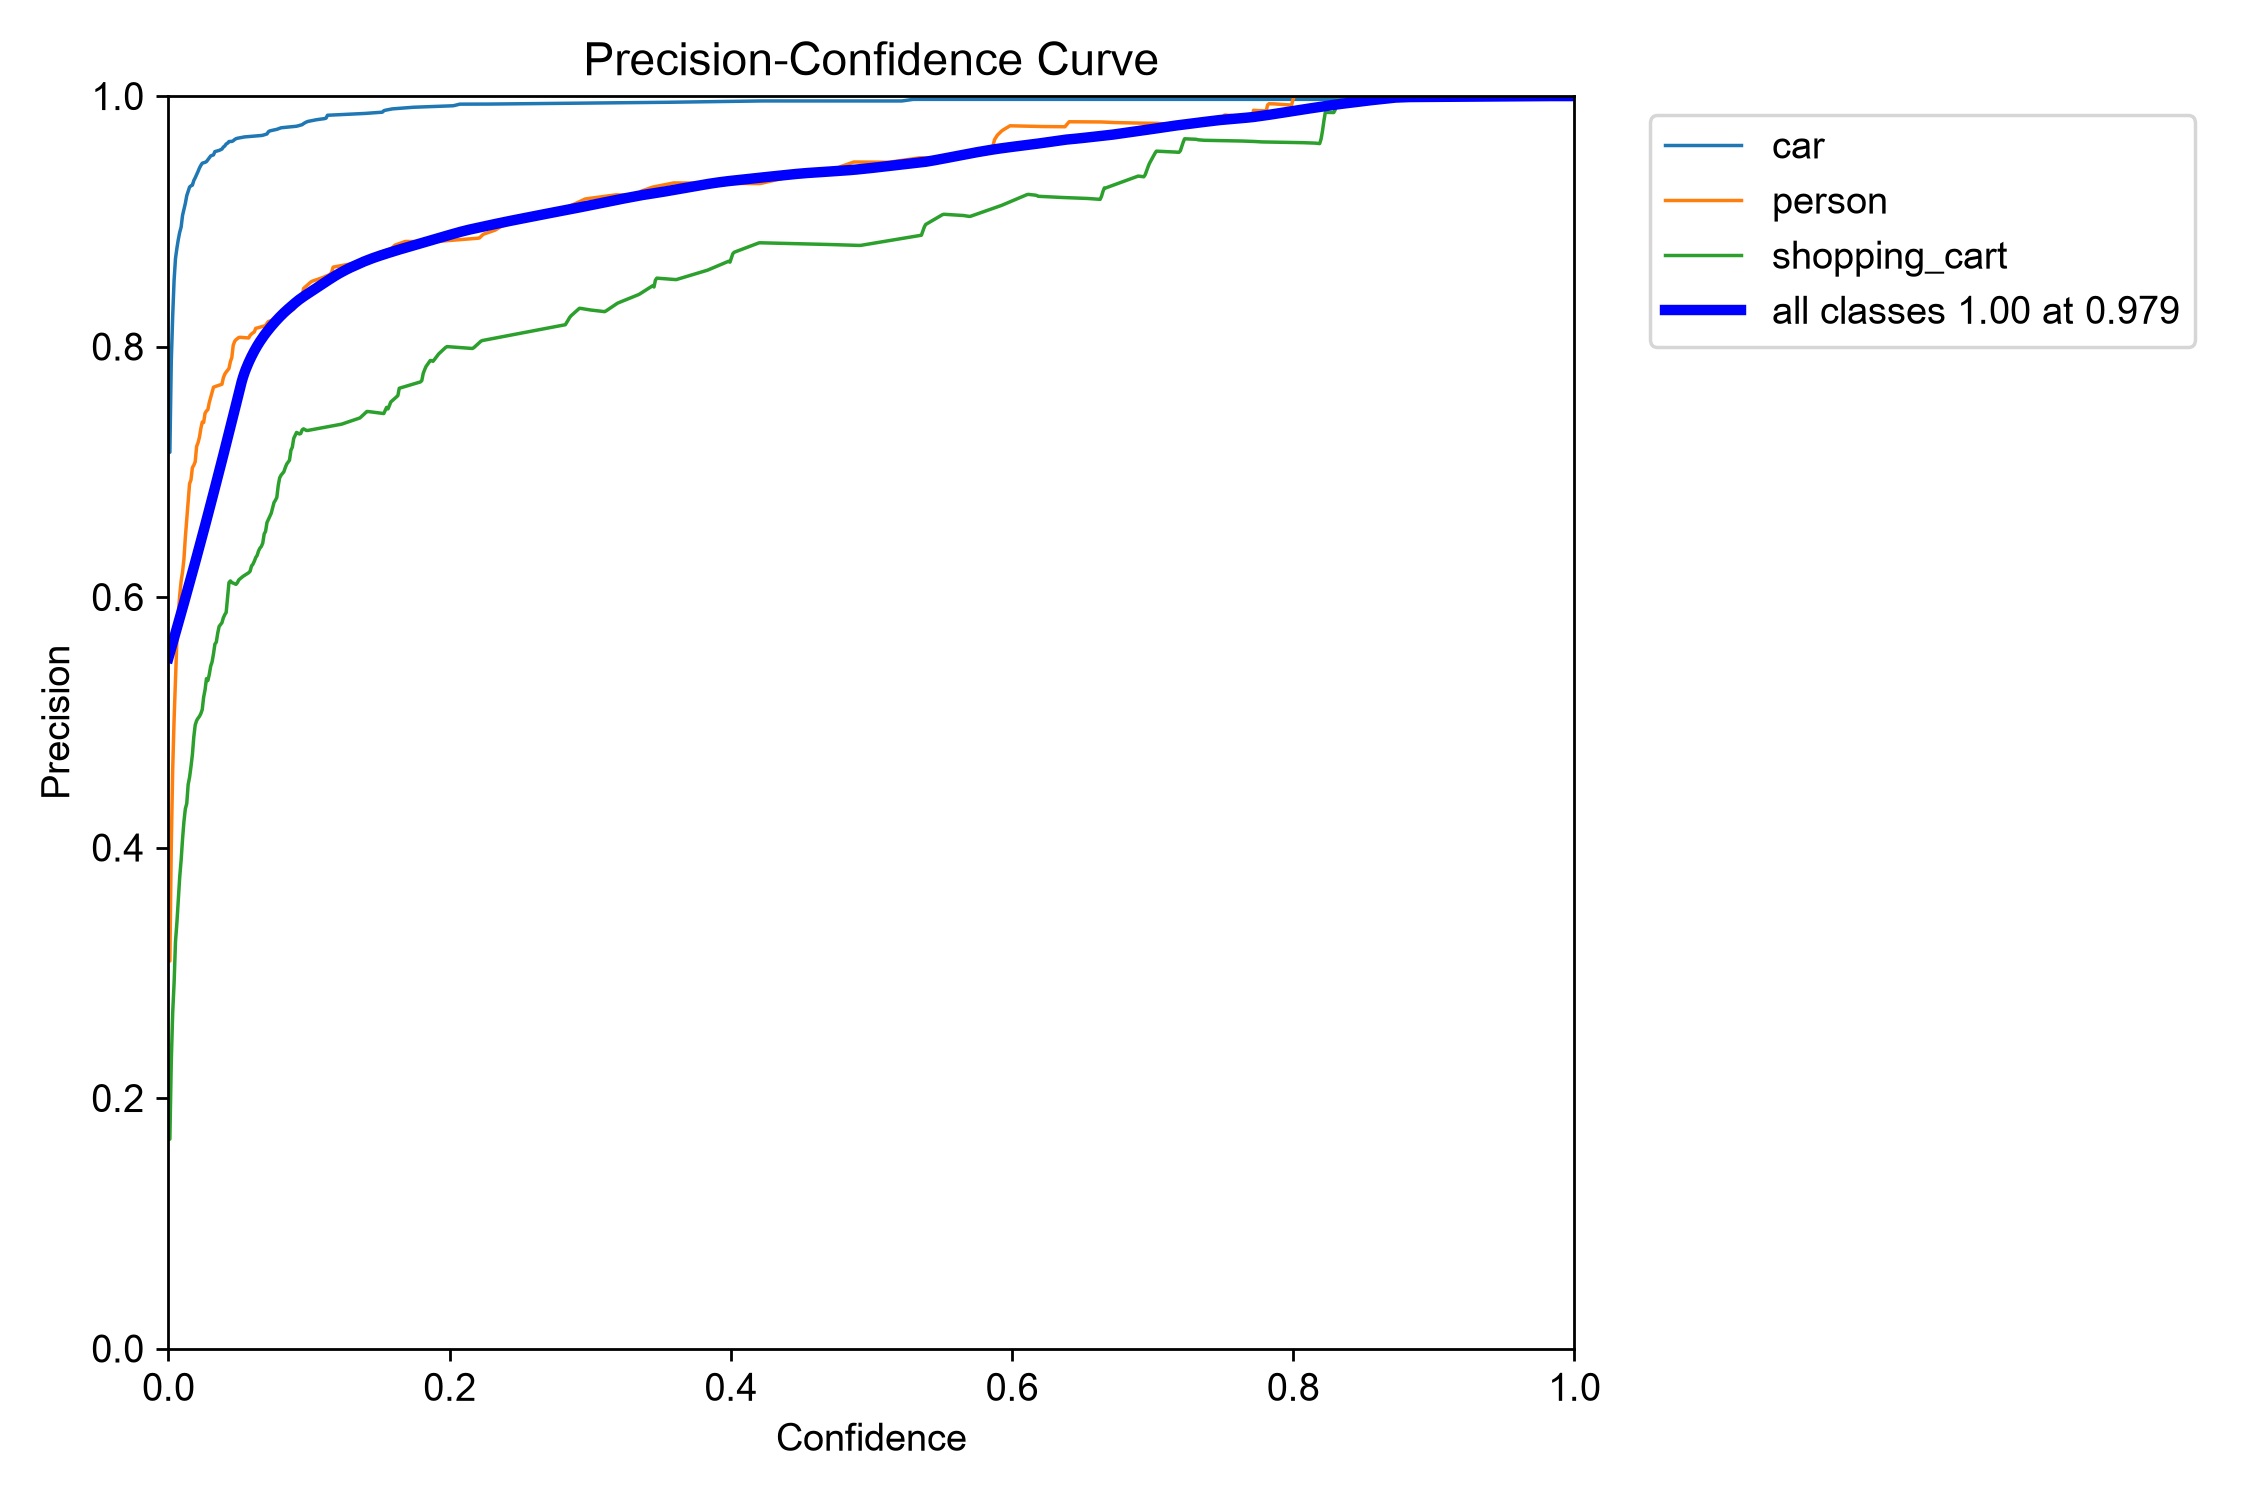 Precision-Confidence Curve
1.0
0.8
0.6
0.4
0.2
0.0
Precision
0.0 0.2 0.4 0.6 0.8 1.0
Confidence
car
person
shopping_cart
all classes 1.00 at 0.979